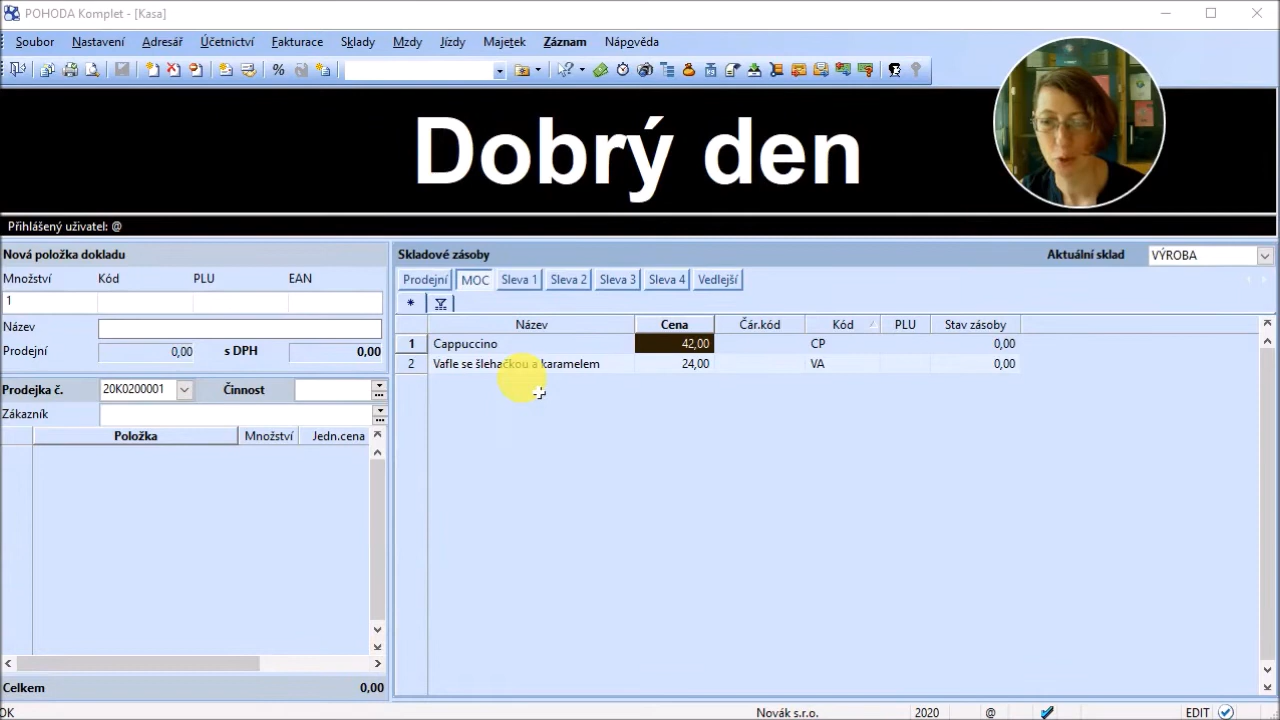 POHODA Komplet - [Kasa]
Soubor Nastavení Adresář Účetnictví Fakturace Sklady Mzdy Jízdy Majetek Záznam Nápověda
Dobrý den
Přihlášený uživatel: @
Nová položka dokladu
Množství Kód PLU EAN
1
Název
Prodejní 0,00 s DPH 0,00
Prodejka č. 20K0200001 Činnost
Zákazník
Položka Množství Jedn.cena
Celkem 0,00
Skladové zásoby Aktuální sklad VÝROBA
Prodejní MOC Sleva 1 Sleva 2 Sleva 3 Sleva 4 Vedlejší
*
Název Cena Čár.kód Kód PLU Stav zásoby
1 Cappuccino 42,00 CP 0,00
2 Vafle se šlehačkou a karamelem 24,00 VA 0,00
OK Novák s.r.o. 2020 @ EDIT